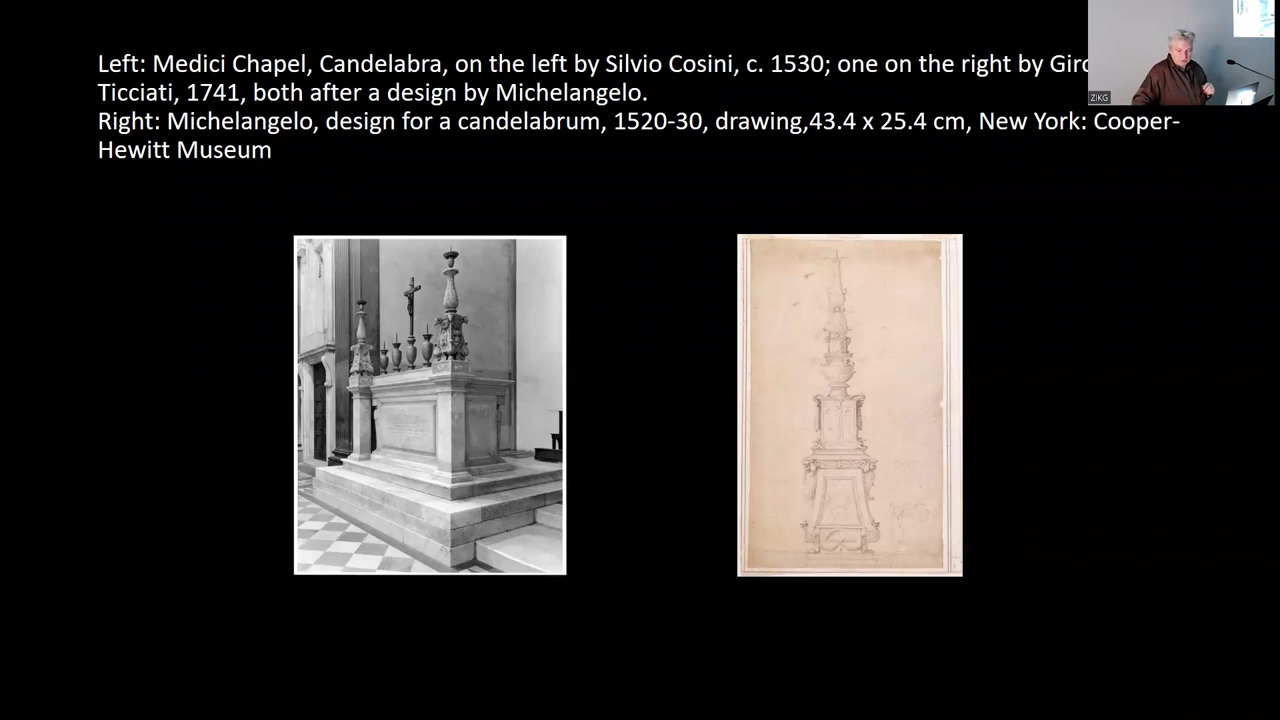 Left: Medici Chapel, Candelabra, on the left by Silvio Cosini, c. 1530; one on the right by
Ticciati, 1741, both after a design by Michelangelo.
Right: Michelangelo, design for a candelabrum, 1520-30, drawing,43.4 x 25.4 cm, New York: Cooper-
Hewitt Museum
ZIKG